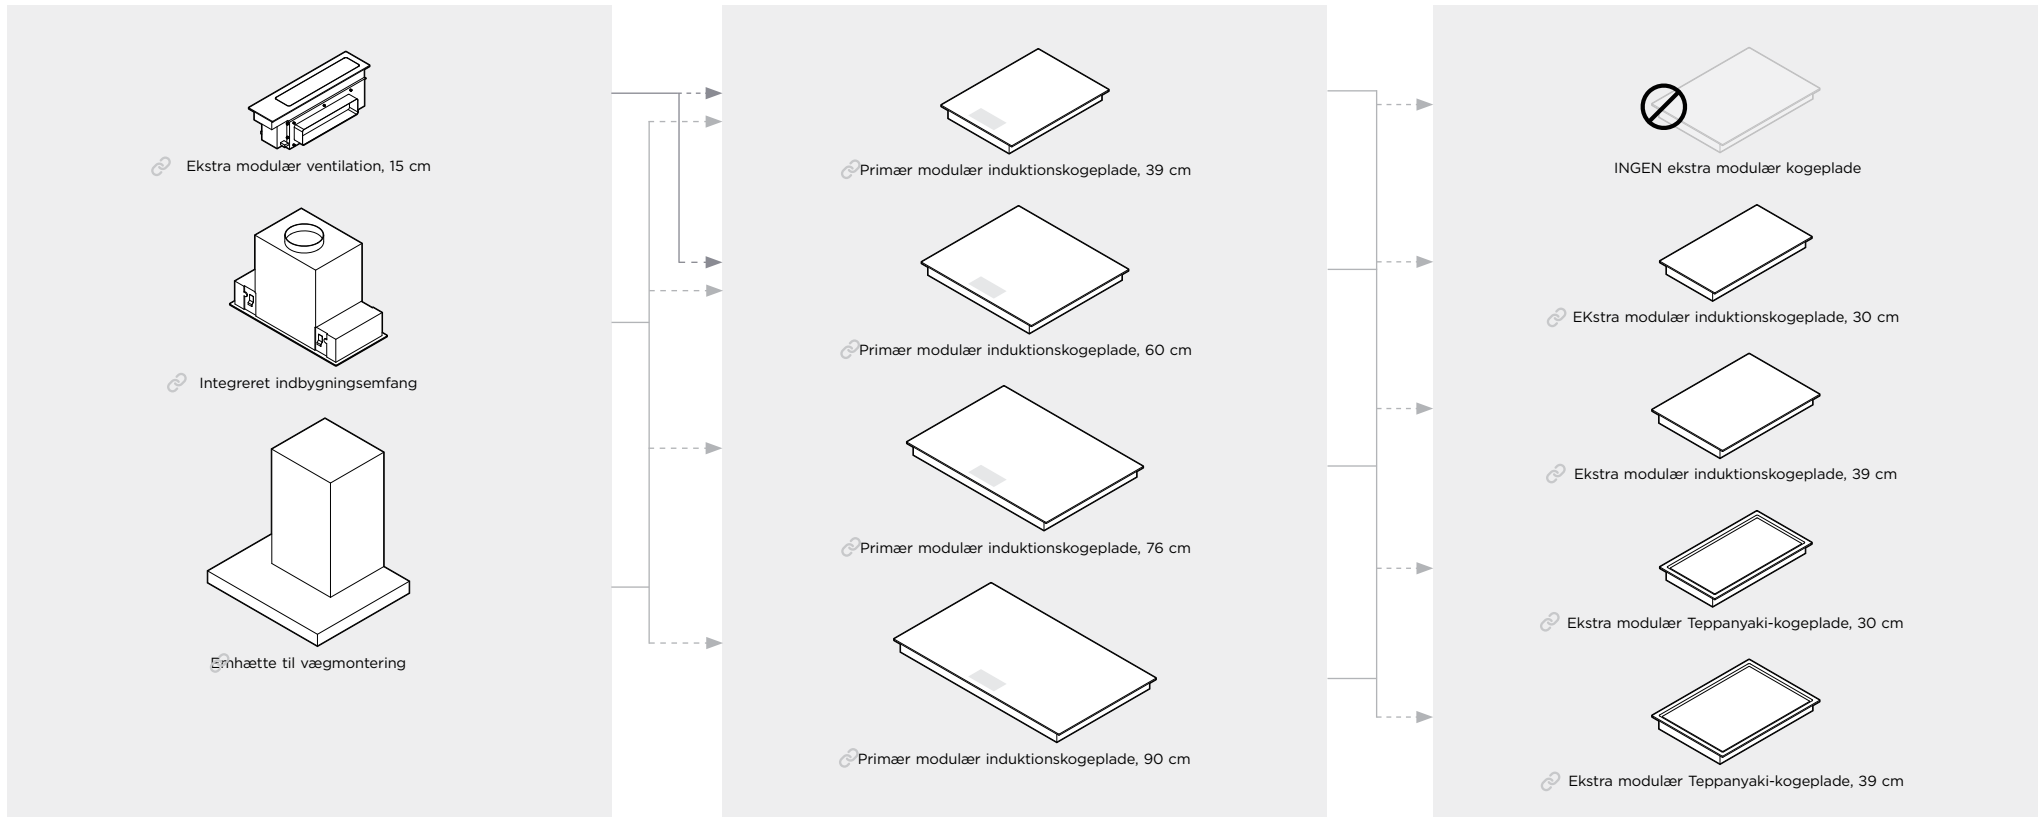 Ekstra modulær ventilation, 15 cm
Integreret indbygningsemfang
Emhætte til vægmontering
Primær modulær induktionskogeplade, 39 cm
Primær modulær induktionskogeplade, 60 cm
Primær modulær induktionskogeplade, 76 cm
Primær modulær induktionskogeplade, 90 cm
INGEN ekstra modulær kogeplade
EKstra modulær induktionskogeplade, 30 cm
Ekstra modulær induktionskogeplade, 39 cm
Ekstra modulær Teppanyaki-kogeplade, 30 cm
Ekstra modulær Teppanyaki-kogeplade, 39 cm